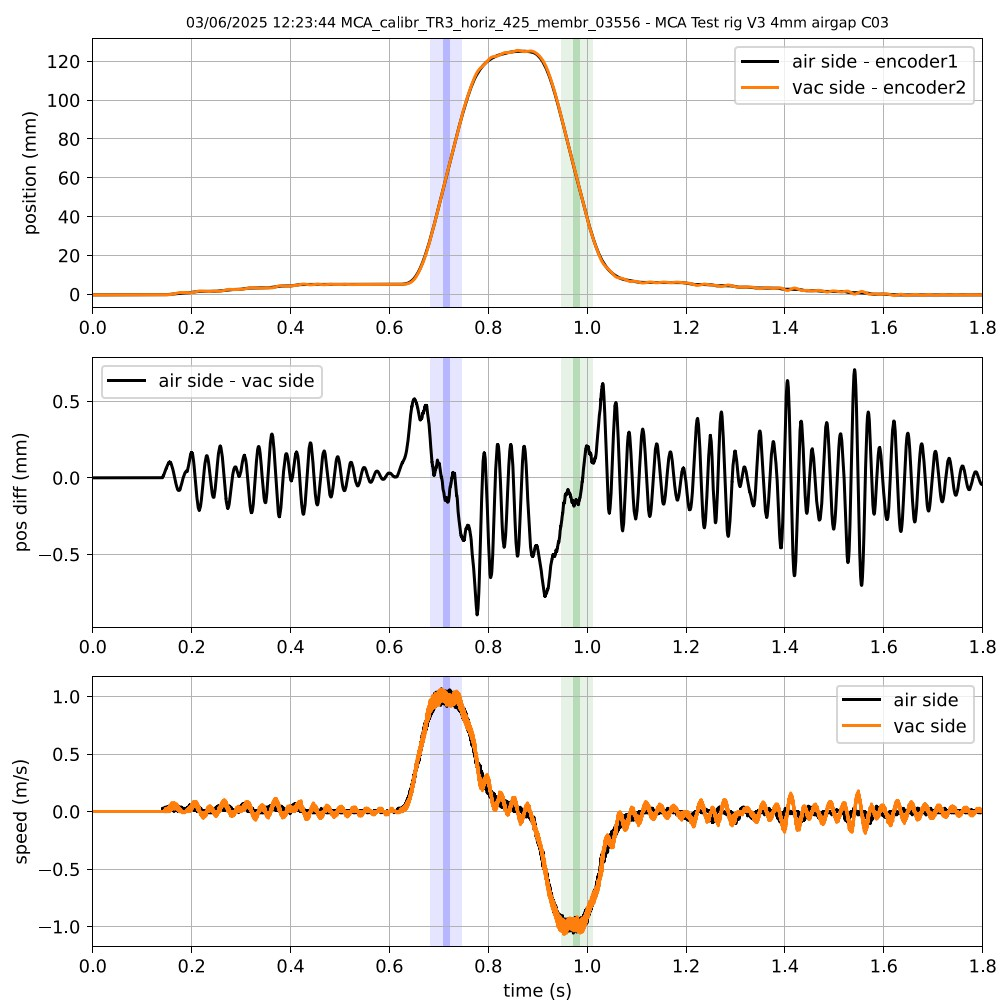 03/06/2025 12:23:44 MCA_calibr_TR3_horiz_425_membr_03556 - MCA Test rig V3 4mm airgap C03
position (mm)
120
100
80
60
40
20
0
air side - encoder1
vac side - encoder2
0.0 0.2 0.4 0.6 0.8 1.0 1.2 1.4 1.6 1.8
pos diff (mm)
0.5
0.0
−0.5
air side - vac side
0.0 0.2 0.4 0.6 0.8 1.0 1.2 1.4 1.6 1.8
speed (m/s)
1.0
0.5
0.0
−0.5
−1.0
air side
vac side
0.0 0.2 0.4 0.6 0.8 1.0 1.2 1.4 1.6 1.8
time (s)